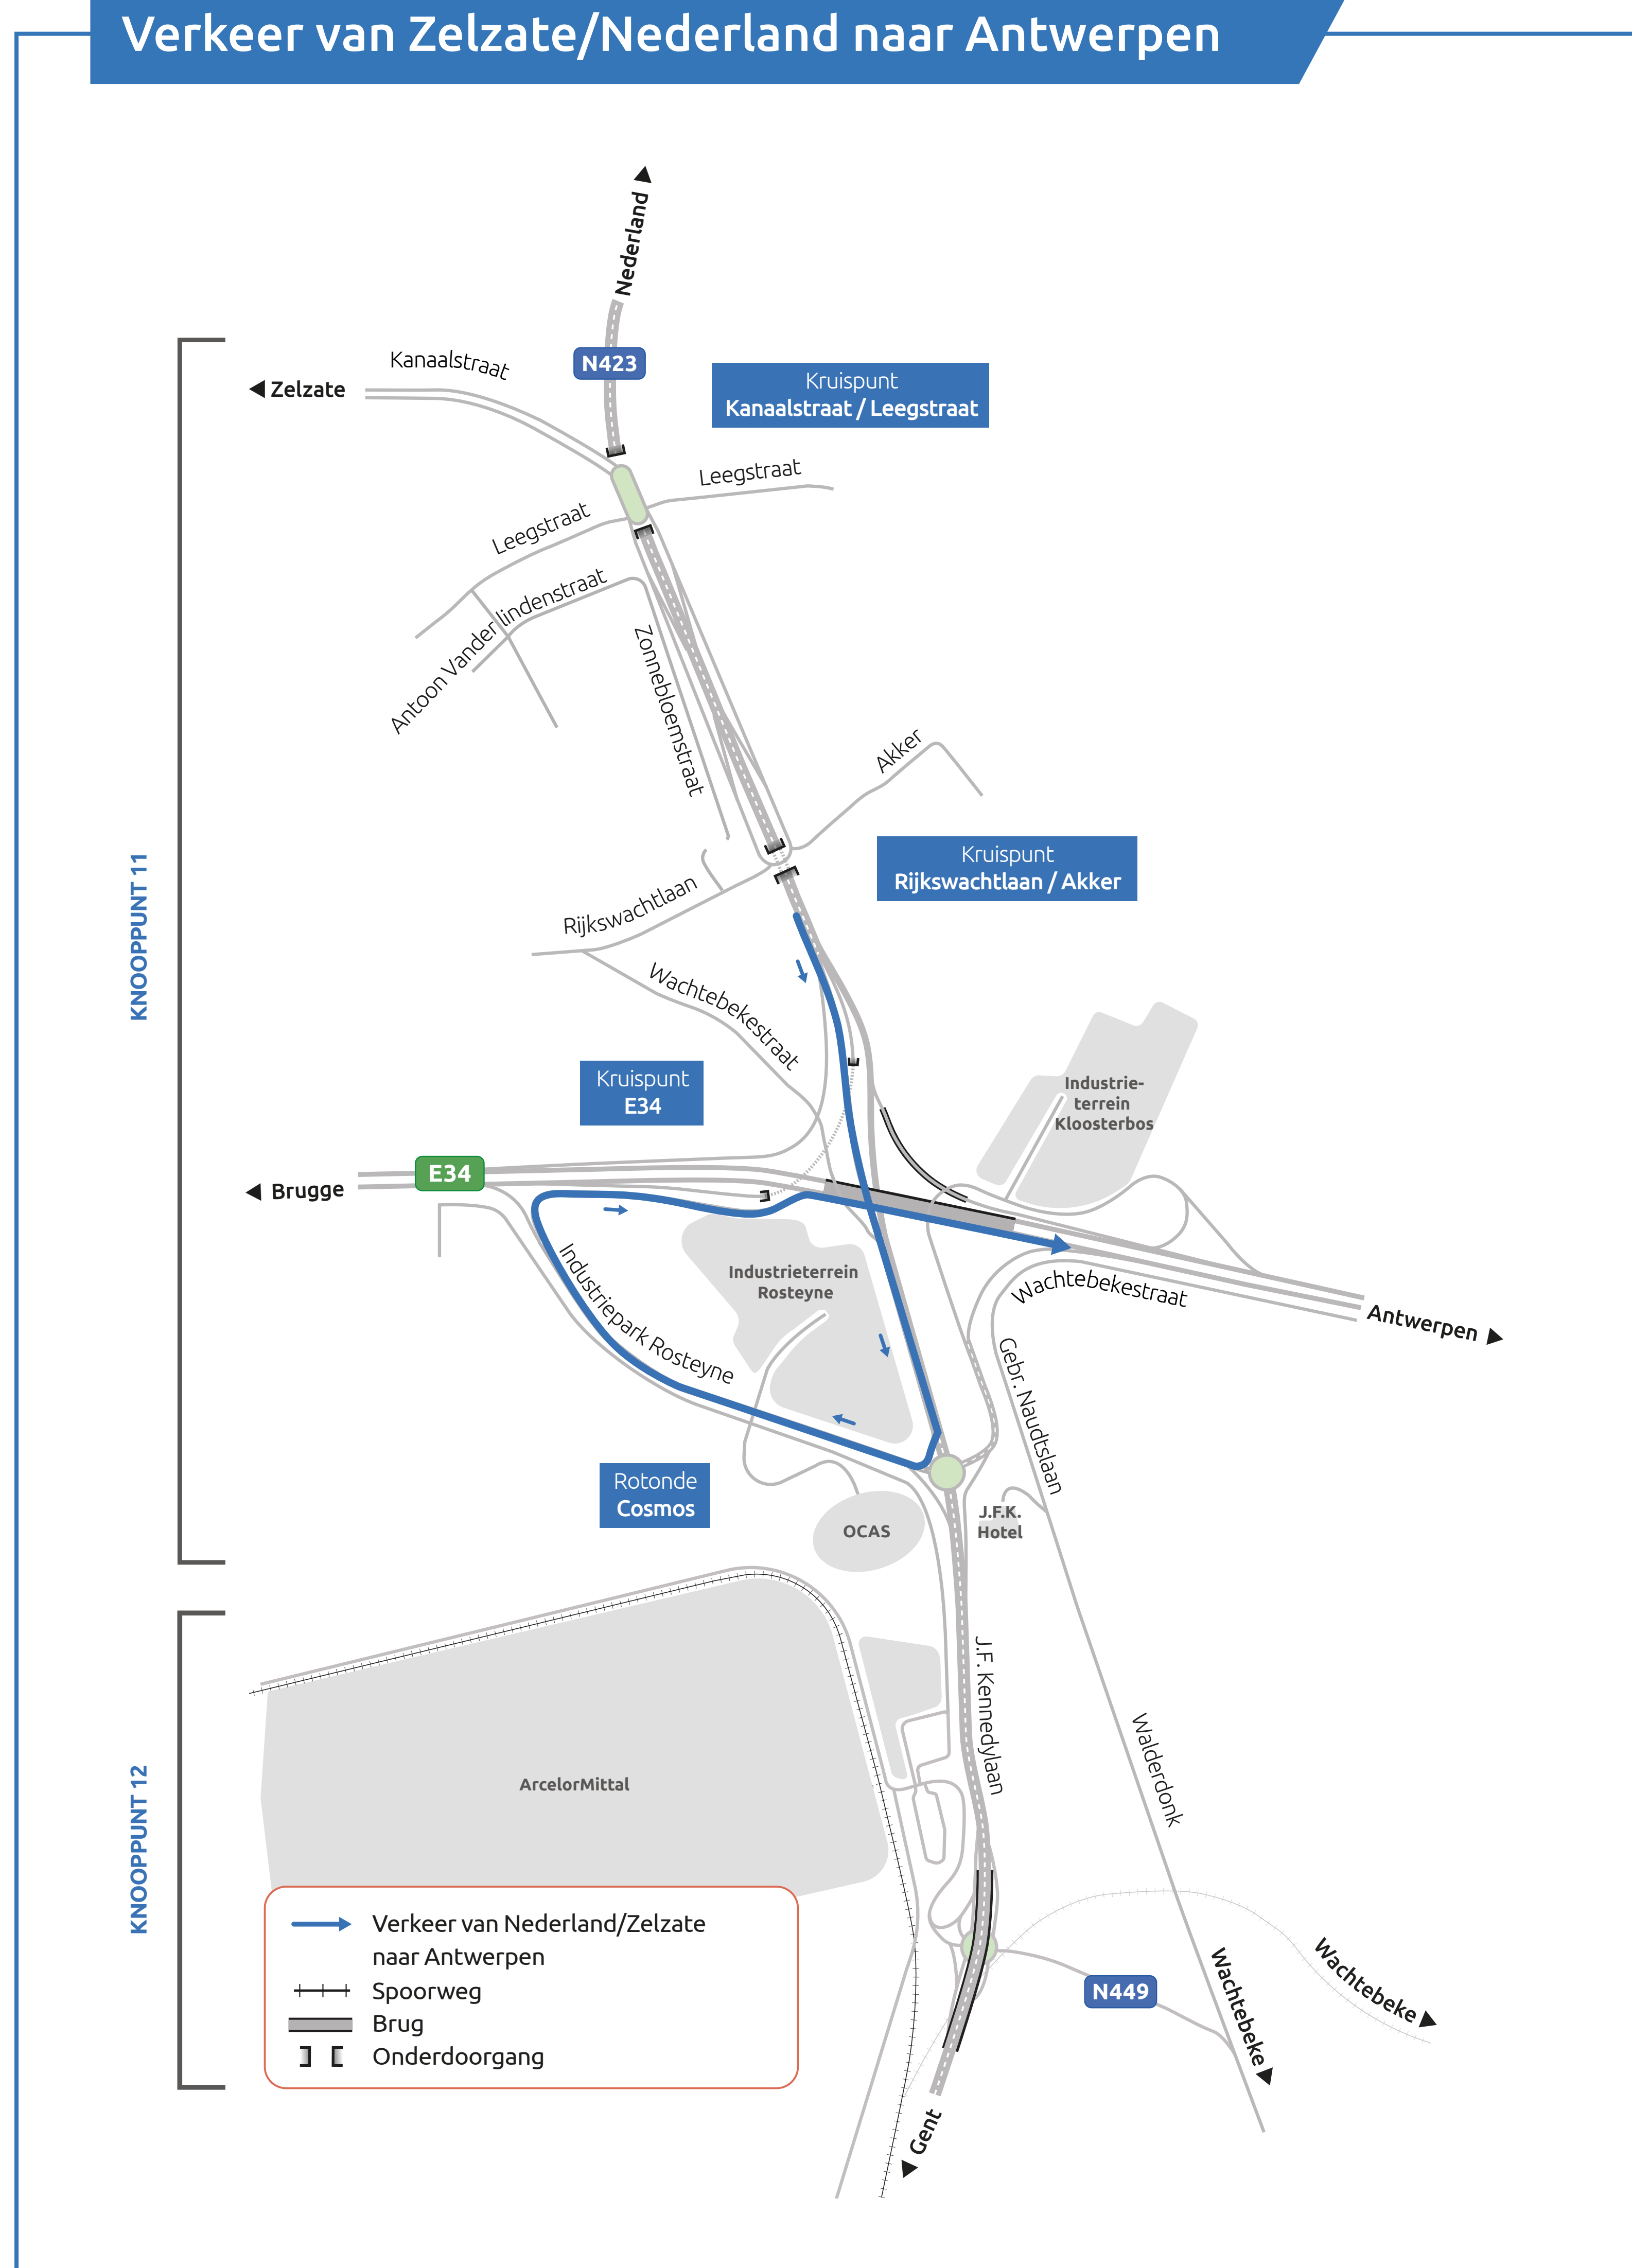 Verkeer van Zelzate/Nederland naar Antwerpen
Nederland
N423
Kanaalstraat
Zelzate
Kruispunt
Kanaalstraat / Leegstraat
Leegstraat
Leegstraat
Antoon Vander lindenstraat
Zonnebloemstraat
Akker
Kruispunt
Rijkswachtlaan / Akker
KNOOPPUNT 11
Rijkswachtlaan
Wachtebekestraat
Kruispunt
E34
Industrie-
terrein
Kloosterbos
E34
Brugge
Industrieterrein
Rosteyne
Industriepark Rosteyne
Wachtebekestraat
Antwerpen
Gebr. Naudtslaan
Rotonde
Cosmos
OCAS
J.F.K.
Hotel
J.F. Kennedylaan
Walderdonk
ArcelorMittal
KNOOPPUNT 12
Verkeer van Nederland/Zelzate
naar Antwerpen
Spoorweg
Brug
Onderdoorgang
N449
Wachtebeke
Wachtebeke
Gent